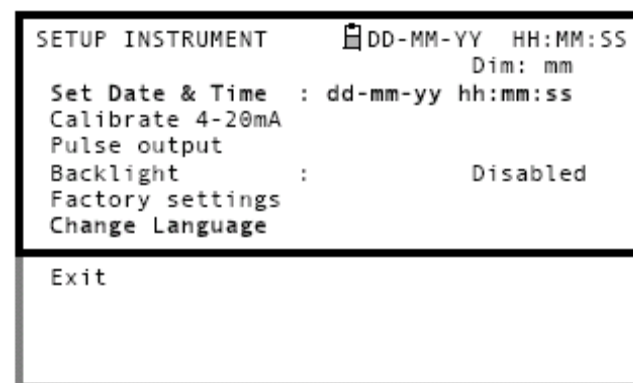 SETUP INSTRUMENT DD-MM-YY HH:MM:SS
Dim: mm
Set Date & Time : dd-mm-yy hh:mm:ss
Calibrate 4-20mA
Pulse output
Backlight : Disabled
Factory settings
Change Language
Exit